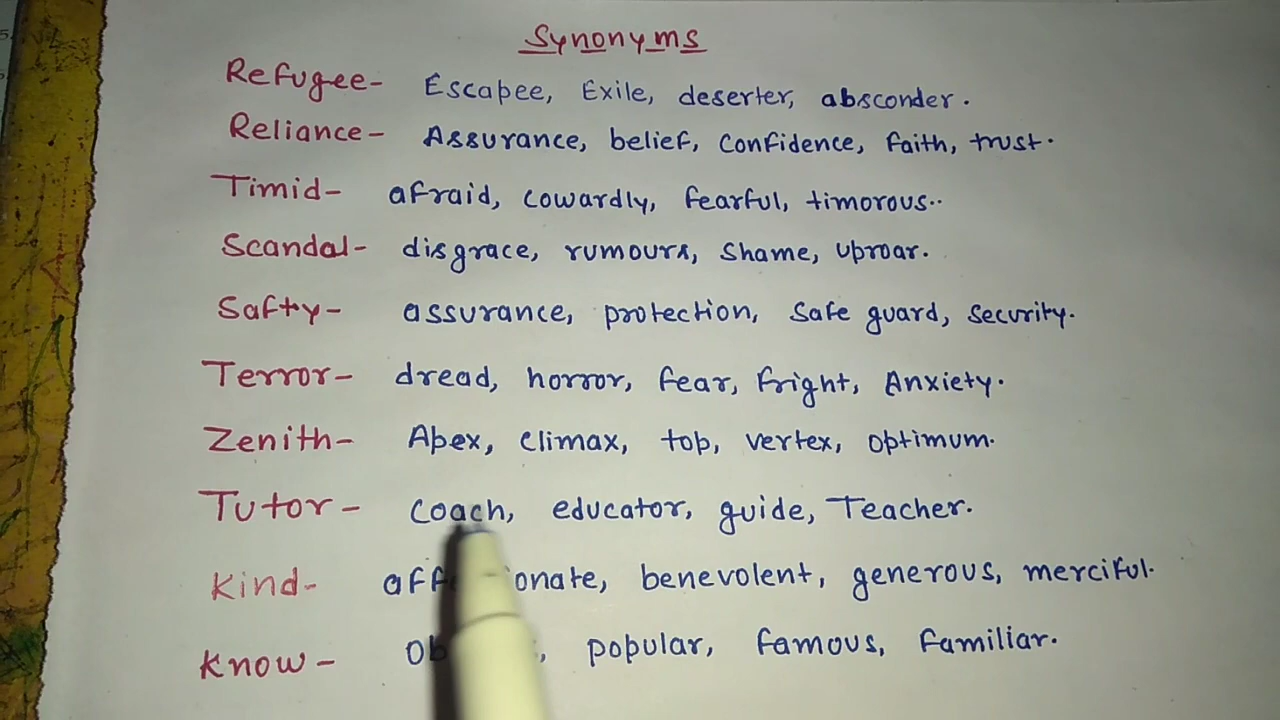 Synonyms
Refugee- Escapee, Exile, deserter, absconder.
Reliance- Assurance, belief, confidence, faith, trust.
Timid- afraid, cowardly, fearful, timorous..
Scandal- disgrace, rumours, shame, uproar.
Safty- assurance, protection, safe guard, security.
Terror- dread, horror, fear, fright, Anxiety.
Zenith- Apex, climax, top, vertex, optimum.
Tutor- coach, educator, guide, Teacher.
Kind- benevolent, generous, merciful.
Know- popular, famous, familiar.